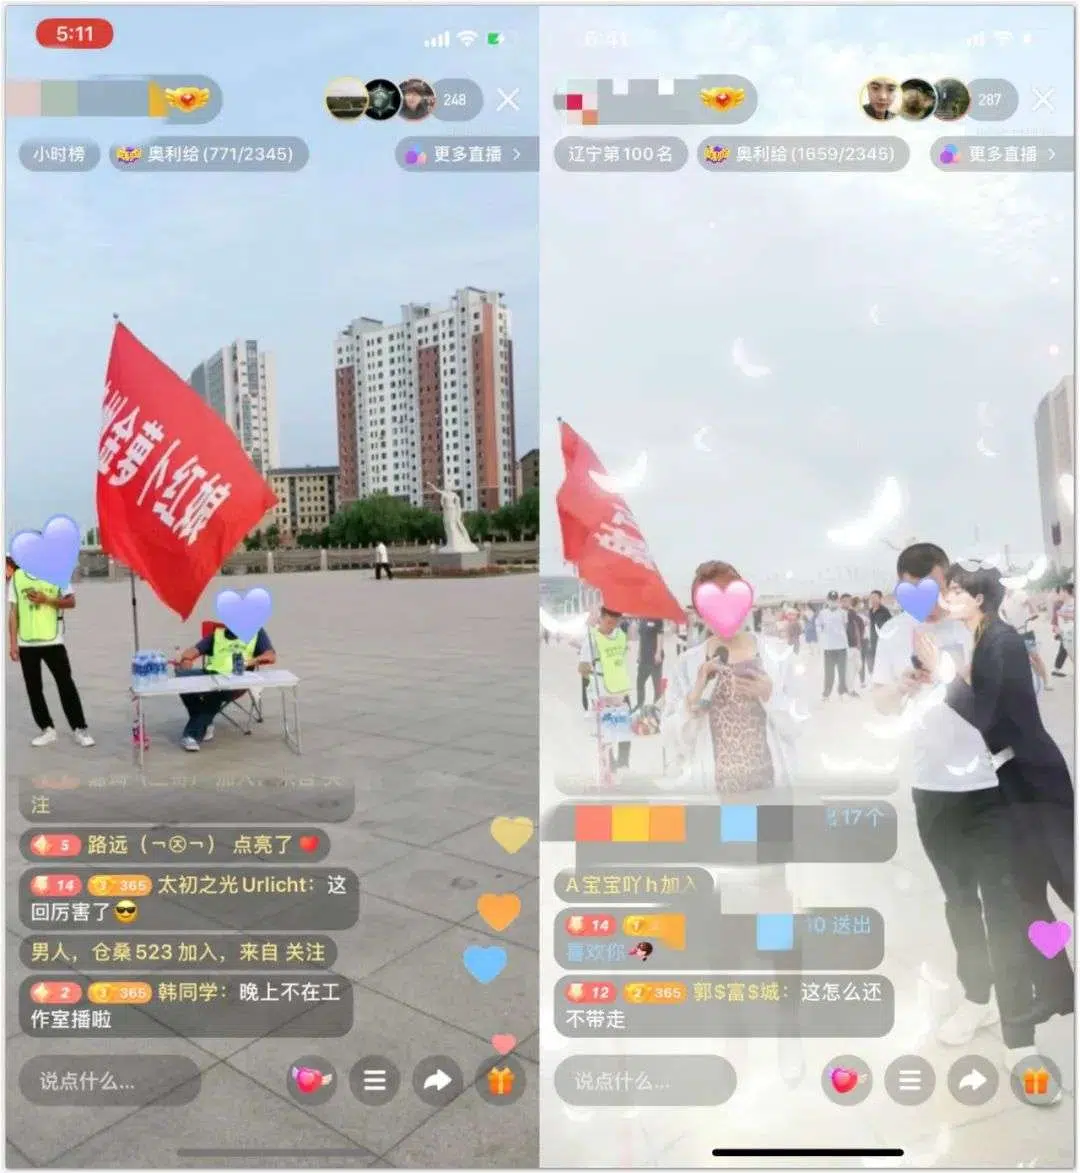 5:11
248
小时榜
奥利给(771/2345)
更多直播 >
红娘
注
5 路远（¬㉨¬） 点亮了
14 3 365 太初之光Urlicht：这
回厉害了😎
男人，仓桑523 加入，来自 关注
2 3 365 韩同学：晚上不在工
作室播啦
说点什么...
287
辽宁第100名
奥利给(1659/2345)
更多直播 >
17个
A宝宝吖h加入
14
送出
喜欢你
12 2 365 郭$富$城：这怎么还
不带走
说点什么...